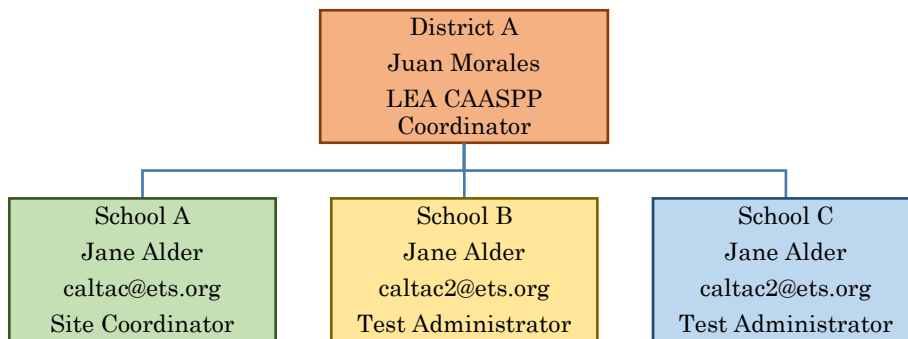 District A
Juan Morales
LEA CAASPP
Coordinator
School A
Jane Alder
caltac@ets.org
Site Coordinator
School B
Jane Alder
caltac2@ets.org
Test Administrator
School C
Jane Alder
caltac2@ets.org
Test Administrator